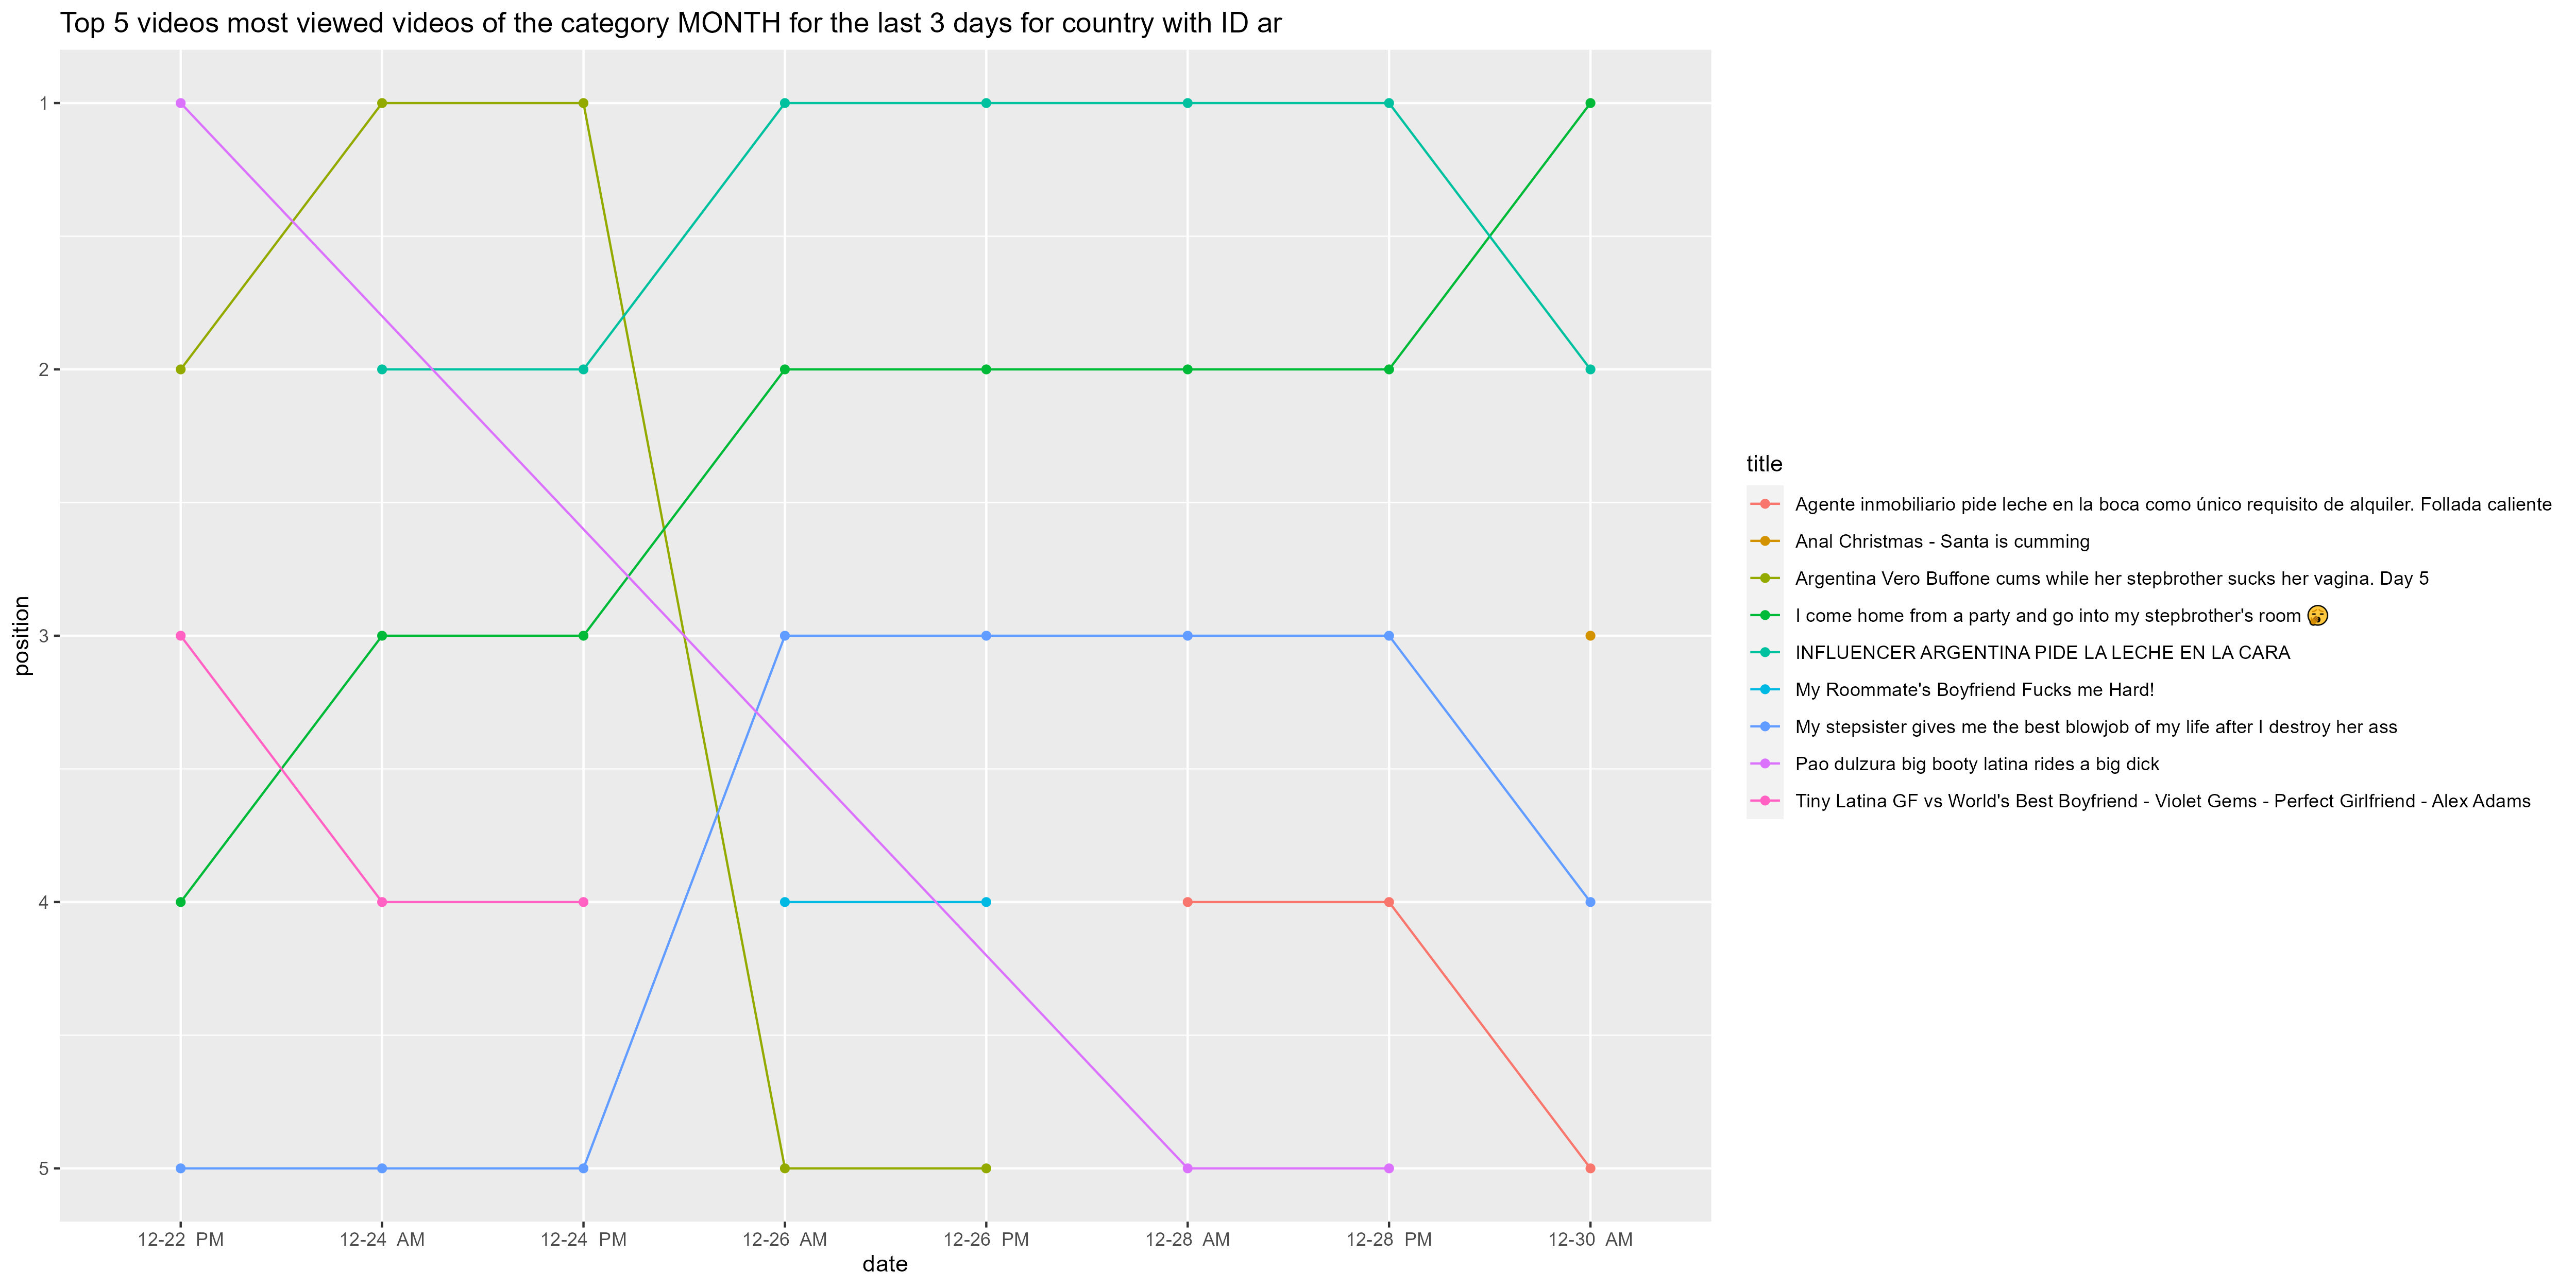 Top 5 videos most viewed videos of the category MONTH for the last 3 days for country with ID ar
position
1
2
3
4
5
12-22 PM
12-24 AM
12-24 PM
12-26 AM
12-26 PM
12-28 AM
12-28 PM
12-30 AM
date
title
Agente inmobiliario pide leche en la boca como único requisito de alquiler. Follada caliente
Anal Christmas - Santa is cumming
Argentina Vero Buffone cums while her stepbrother sucks her vagina. Day 5
I come home from a party and go into my stepbrother's room 🥱
INFLUENCER ARGENTINA PIDE LA LECHE EN LA CARA
My Roommate's Boyfriend Fucks me Hard!
My stepsister gives me the best blowjob of my life after I destroy her ass
Pao dulzura big booty latina rides a big dick
Tiny Latina GF vs World's Best Boyfriend - Violet Gems - Perfect Girlfriend - Alex Adams